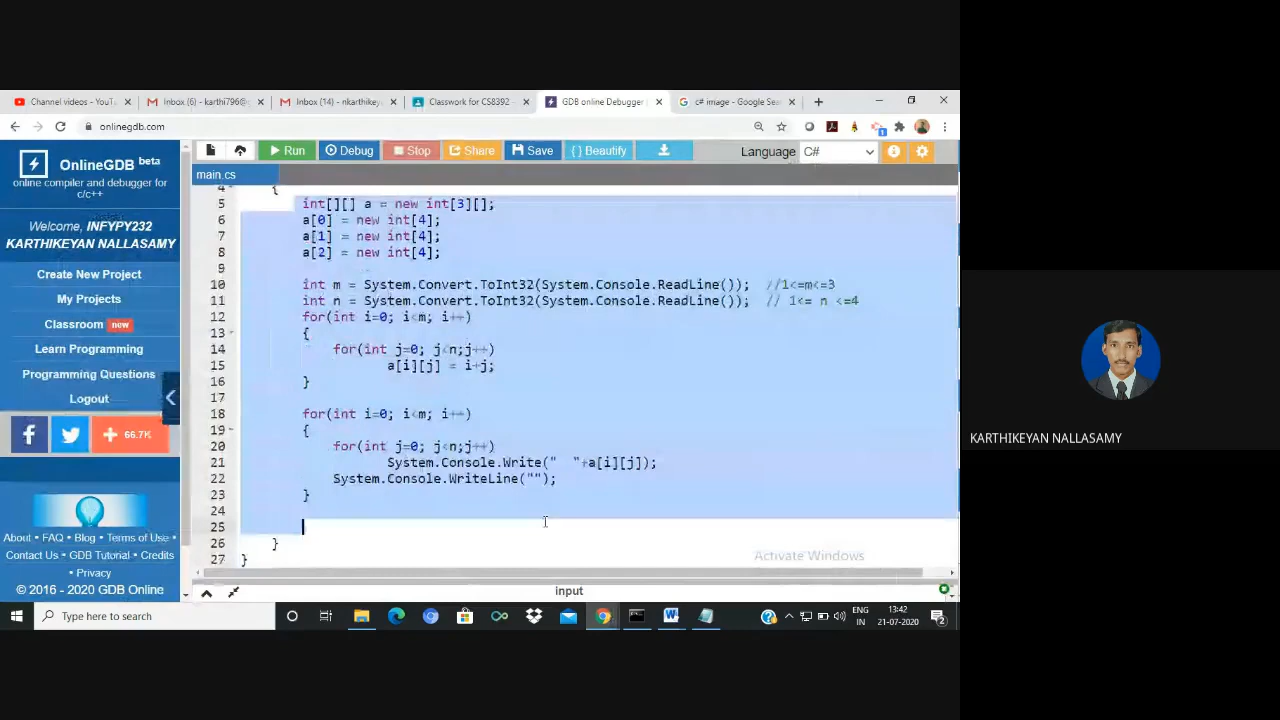 Channel videos - YouT
Inbox (6) - karthi796@
Inbox (14) - nkarthikey
Classwork for CS8392 -
GDB online Debugger
c# image - Google Sea
onlinegdb.com
OnlineGDB beta
online compiler and debugger for
c/c++
Welcome, INFYPY232
KARTHIKEYAN NALLASAMY
Create New Project
My Projects
Classroom new
Learn Programming
Programming Questions
Logout
66.7K
About • FAQ • Blog • Terms of Use •
Contact Us • GDB Tutorial • Credits
• Privacy
© 2016 - 2020 GDB Online
Run
Debug
Stop
Share
Save
{ } Beautify
Language C#
main.cs
4 {
5 int[][] a = new int[3][];
6 a[0] = new int[4];
7 a[1] = new int[4];
8 a[2] = new int[4];
9
10 int m = System.Convert.ToInt32(System.Console.ReadLine()); //1<=m<=3
11 int n = System.Convert.ToInt32(System.Console.ReadLine()); // 1<= n <=4
12 for(int i=0; i<m; i++)
13 {
14 for(int j=0; j<n;j++)
15 a[i][j] = i+j;
16 }
17
18 for(int i=0; i<m; i++)
19 {
20 for(int j=0; j<n;j++)
21 System.Console.Write("  "+a[i][j]);
22 System.Console.WriteLine("");
23 }
24
25
26 }
27 }
Activate Windows
input
KARTHIKEYAN NALLASAMY
Type here to search
ENG
IN
13:42
21-07-2020
2